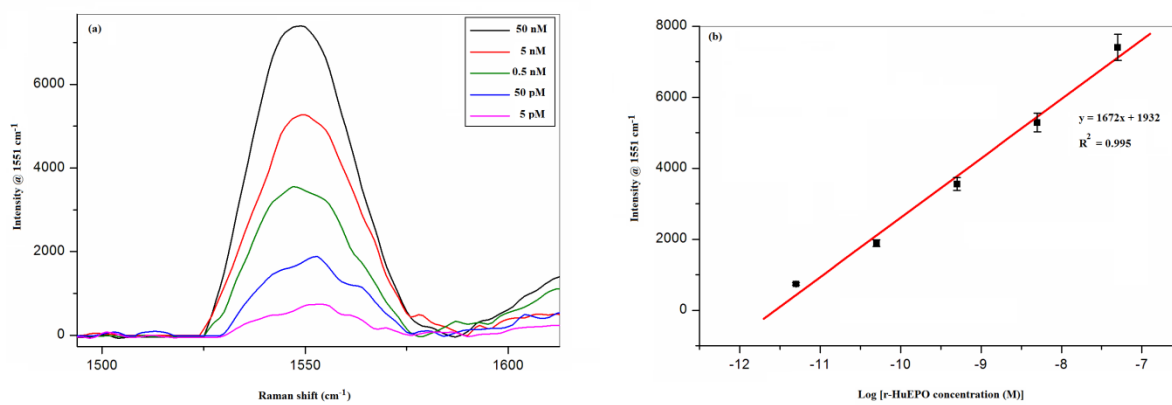 (a)
50 nM
5 nM
0.5 nM
50 pM
5 pM
6000
4000
2000
0
1500
1550
1600
Intensity @ 1551 cm⁻¹
Raman shift (cm⁻¹)
(b)
8000
6000
4000
2000
0
-12
-11
-10
-9
-8
-7
y = 1672x + 1932
R² = 0.995
Intensity @ 1551 cm⁻¹
Log [r-HuEPO concentration (M)]